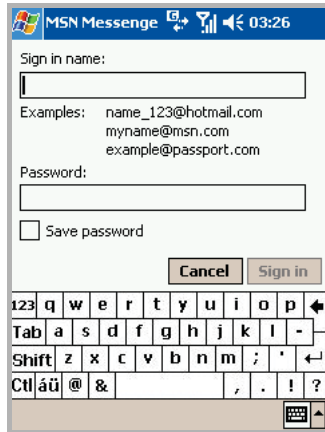 MSN Messenge G 03:26
Sign in name:
Examples: name_123@hotmail.com
myname@msn.com
example@passport.com
Password:
Save password
Cancel Sign in
123 q w e r t y u i o p
Tab a s d f g h j k l -
Shift z x c v b n m ; '
Ctl áü @ & , . ! ?